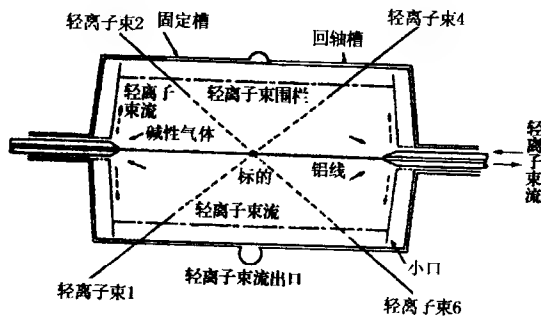 轻离子束2
固定槽
回轴槽
轻离子束4
轻离子
束流
轻离子束围栏
碱性气体
标的
铝线
轻离子束流
轻离子束流
小口
轻离子束流出口
轻离子束1
轻离子束6